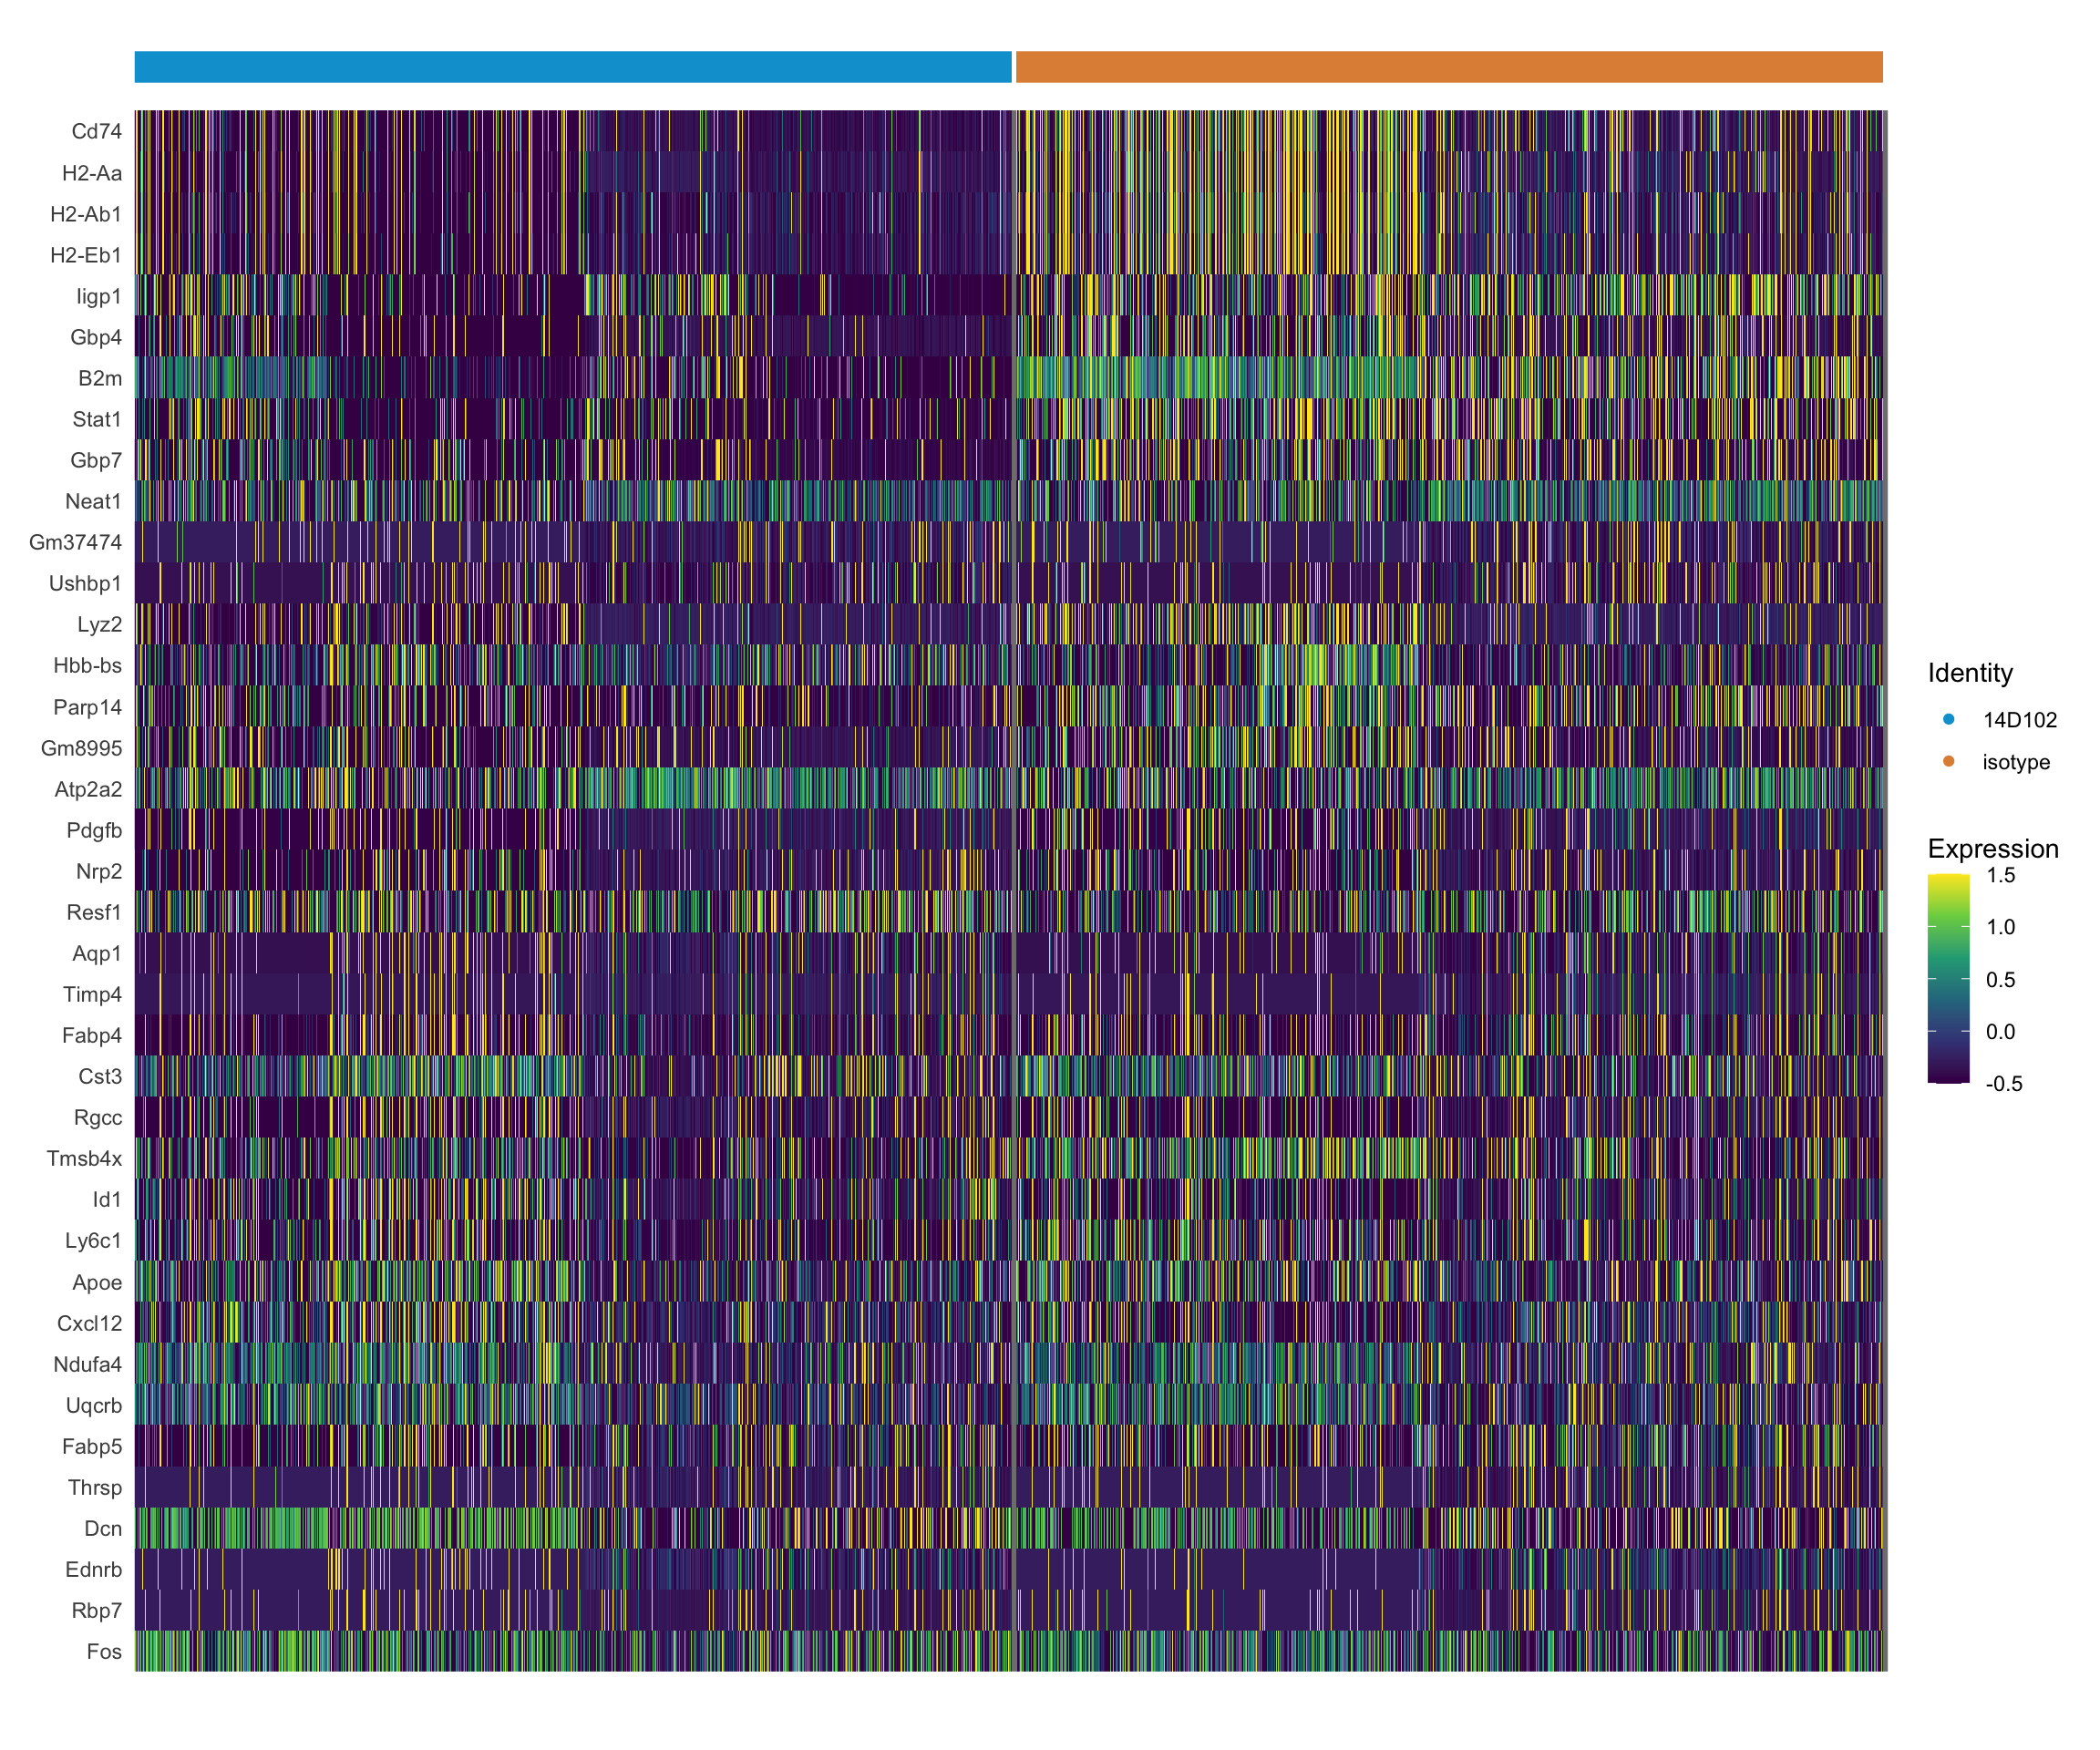 Cd74
H2-Aa
H2-Ab1
H2-Eb1
Iigp1
Gbp4
B2m
Stat1
Gbp7
Neat1
Gm37474
Ushbp1
Lyz2
Hbb-bs
Parp14
Gm8995
Atp2a2
Pdgfb
Nrp2
Resf1
Aqp1
Timp4
Fabp4
Cst3
Rgcc
Tmsb4x
Id1
Ly6c1
Apoe
Cxcl12
Ndufa4
Uqcrb
Fabp5
Thrsp
Dcn
Ednrb
Rbp7
Fos
Identity
14D102
isotype
Expression
1.5
1.0
0.5
0.0
-0.5